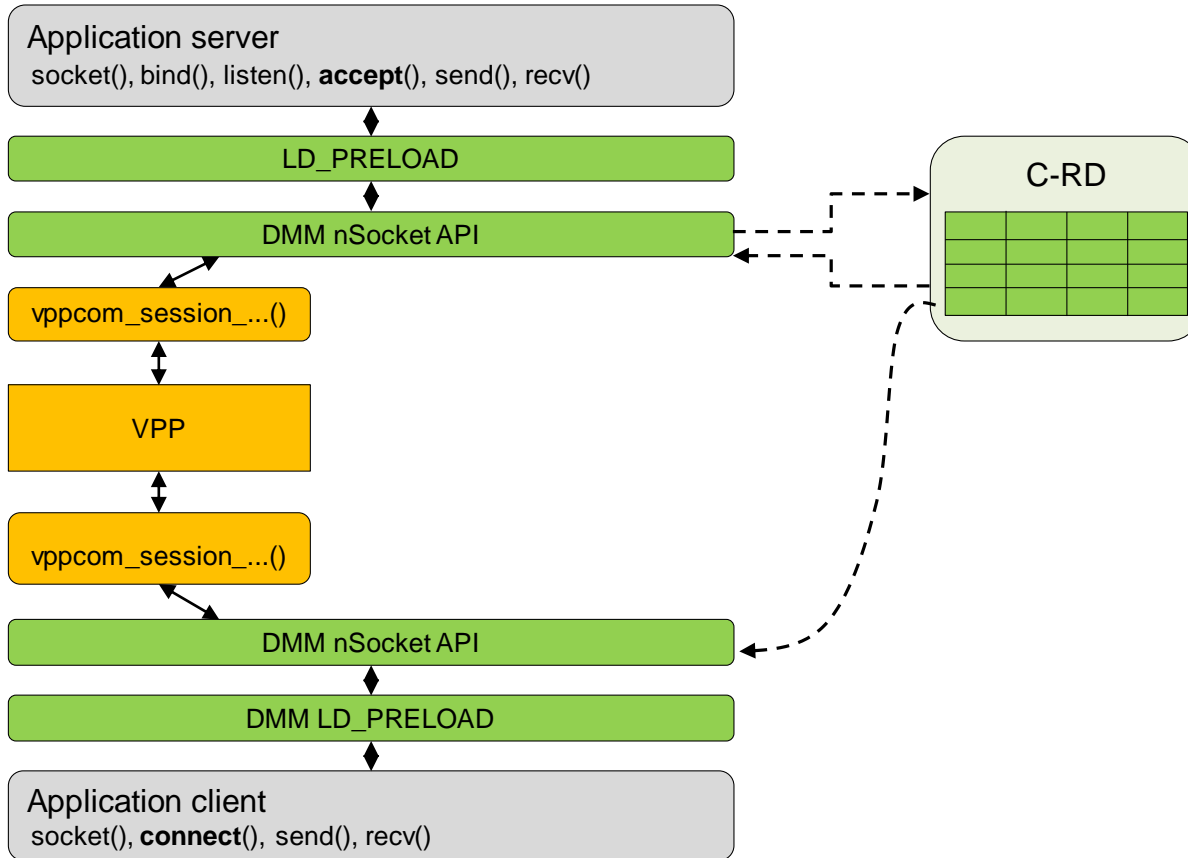 Application server
socket(), bind(), listen(), accept(), send(), recv()
LD_PRELOAD
C-RD
DMM nSocket API
vppcom_session_...()
VPP
vppcom_session_...()
DMM nSocket API
DMM LD_PRELOAD
Application client
socket(), connect(), send(), recv()